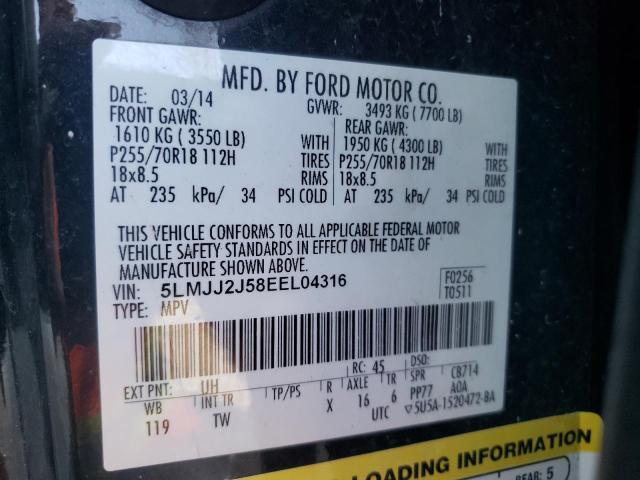 MFD. BY FORD MOTOR CO.
DATE: 03/14 GVWR: 3493 KG (7700 LB)
FRONT GAWR: REAR GAWR:
1610 KG (3550 LB) WITH 1950 KG (4300 LB) WITH
P255/70R18 112H TIRES P255/70R18 112H TIRES
18x8.5 RIMS 18x8.5 RIMS
AT 235 kPa/ 34 PSI COLD AT 235 kPa/ 34 PSI COLD
THIS VEHICLE CONFORMS TO ALL APPLICABLE FEDERAL MOTOR
VEHICLE SAFETY STANDARDS IN EFFECT ON THE DATE OF
MANUFACTURE SHOWN ABOVE.
VIN: 5LMJJ2J58EEL04316 F0256
TYPE: MPV T0511
EXT PNT: UH RC: 45 DSO:
WB INT TR TP/PS R AXLE TR SPR CB714
119 TW X 16 6 PP77 AOA
UTC ▽5U5A-1520472-BA
LOADING INFORMATION
REAR: 5